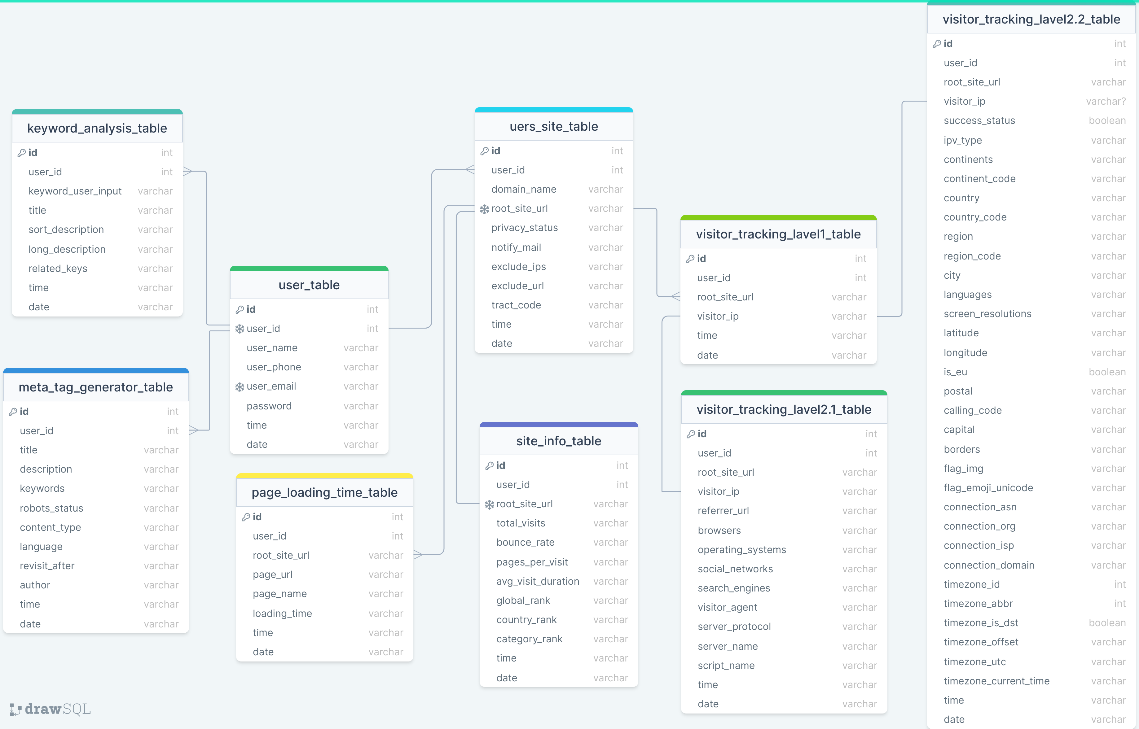 keyword_analysis_table
id int
user_id int
keyword_user_input varchar
title varchar
sort_description varchar
long_description varchar
related_keys varchar
time varchar
date varchar
meta_tag_generator_table
id int
user_id int
title varchar
description varchar
keywords varchar
robots_status varchar
content_type varchar
language varchar
revisit_after varchar
author varchar
time varchar
date varchar
user_table
id int
user_id int
user_name varchar
user_phone varchar
user_email varchar
password varchar
time varchar
date varchar
page_loading_time_table
id int
user_id int
root_site_url varchar
page_url varchar
page_name varchar
loading_time varchar
time varchar
date varchar
uers_site_table
id int
user_id int
domain_name varchar
root_site_url varchar
privacy_status varchar
notify_mail varchar
exclude_ips varchar
exclude_url varchar
tract_code varchar
time varchar
date varchar
site_info_table
id int
user_id int
root_site_url varchar
total_visits varchar
bounce_rate varchar
pages_per_visit varchar
avg_visit_duration varchar
global_rank varchar
country_rank varchar
category_rank varchar
time varchar
date varchar
visitor_tracking_lavel1_table
id int
user_id int
root_site_url varchar
visitor_ip varchar
time varchar
date varchar
visitor_tracking_lavel2.1_table
id int
user_id int
root_site_url varchar
visitor_ip varchar
referrer_url varchar
browsers varchar
operating_systems varchar
social_networks varchar
search_engines varchar
visitor_agent varchar
server_protocol varchar
server_name varchar
script_name varchar
time varchar
date varchar
visitor_tracking_lavel2.2_table
id int
user_id int
root_site_url varchar
visitor_ip varchar?
success_status boolean
ipv_type varchar
continents varchar
continent_code varchar
country varchar
country_code varchar
region varchar
region_code varchar
city varchar
languages varchar
screen_resolutions varchar
latitude varchar
longitude varchar
is_eu boolean
postal varchar
calling_code varchar
capital varchar
borders varchar
flag_img varchar
flag_emoji_unicode varchar
connection_asn varchar
connection_org varchar
connection_isp varchar
connection_domain varchar
timezone_id int
timezone_abbr int
timezone_is_dst boolean
timezone_offset varchar
timezone_utc varchar
timezone_current_time varchar
time varchar
date varchar
drawSQL